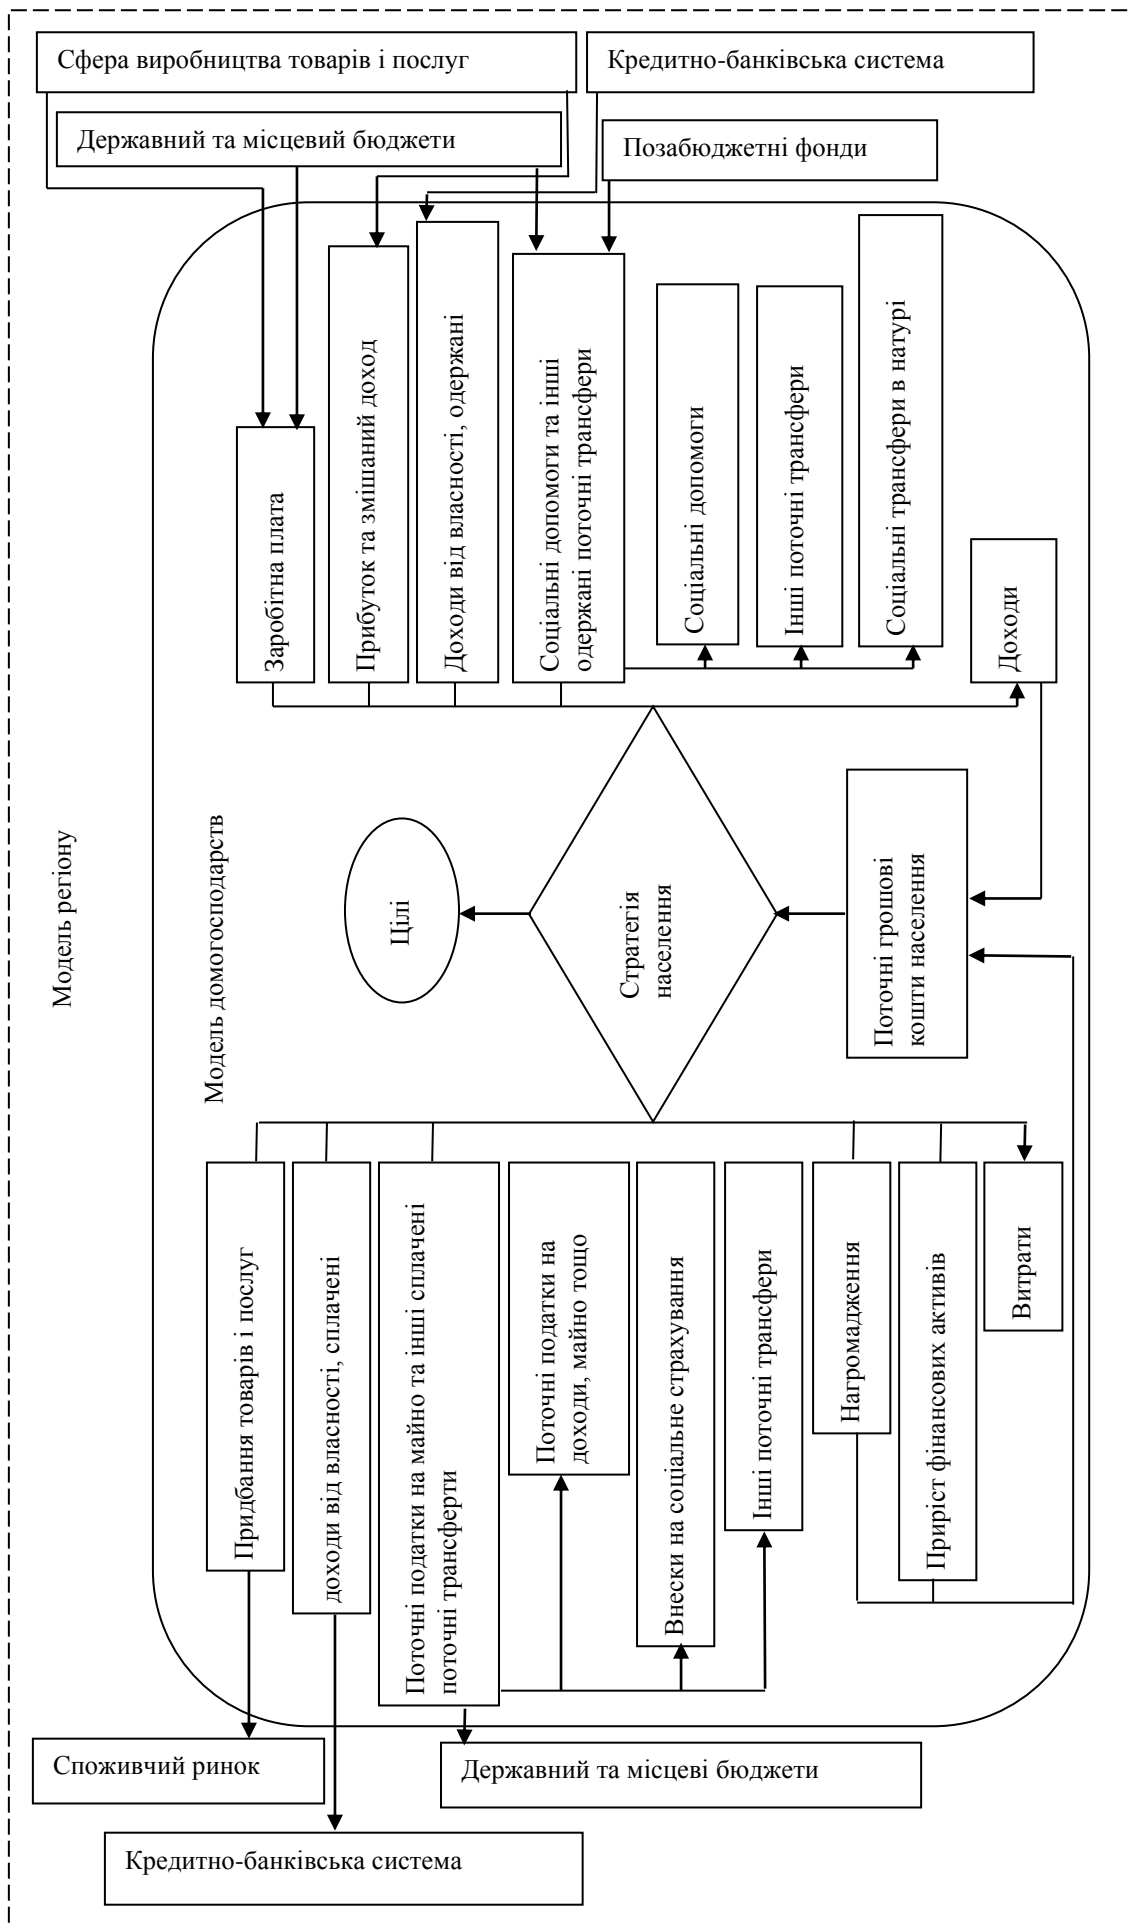 Сфера виробництва товарів і послуг
Кредитно-банківська система
Державний та місцевий бюджети
Позабюджетні фонди
Модель регіону
Модель домогосподарств
Заробітна плата
Прибуток та змішаний доход
Доходи від власності, одержані
Соціальні допомоги та інші
одержані поточні трансфери
Соціальні допомоги
Інші поточні трансфери
Соціальні трансфери в натурі
Доходи
Цілі
Стратегія
населення
Поточні грошові
кошти населення
Придбання товарів і послуг
доходи від власності, сплачені
Поточні податки на майно та інші сплачені
поточні трансферти
Поточні податки на
доходи, майно тощо
Внески на соціальне страхування
Інші поточні трансфери
Нагромадження
Приріст фінансових активів
Витрати
Споживчий ринок
Державний та місцеві бюджети
Кредитно-банківська система